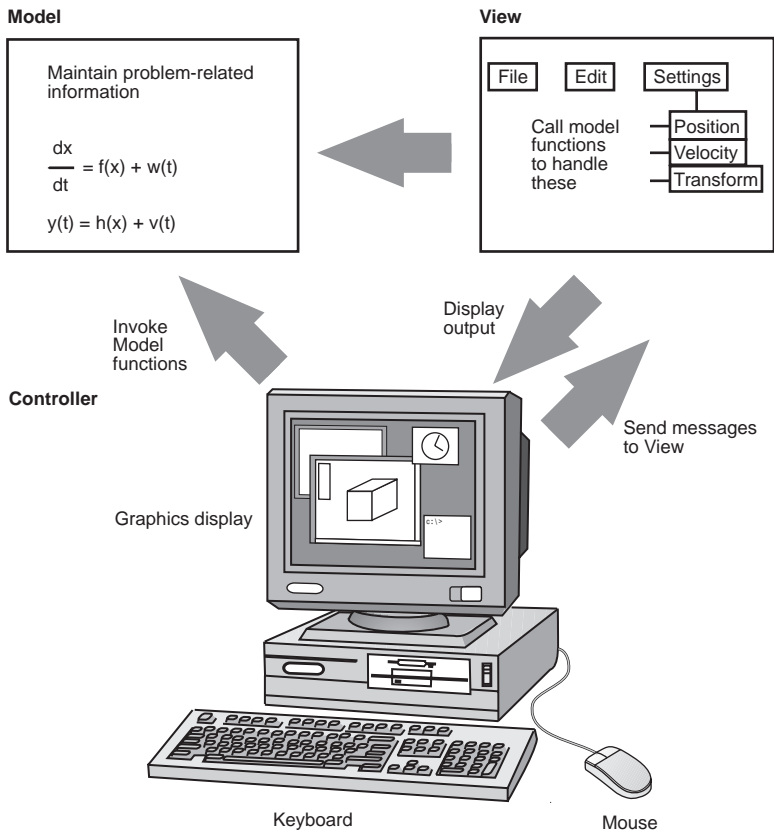 Model
View
Maintain problem-related
information
dx
dt
= f(x) + w(t)
y(t) = h(x) + v(t)
File
Edit
Settings
Call model
functions
to handle
these
Position
Velocity
Transform
Invoke
Model
functions
Display
output
Controller
Send messages
to View
Graphics display
c:\>
Keyboard
Mouse